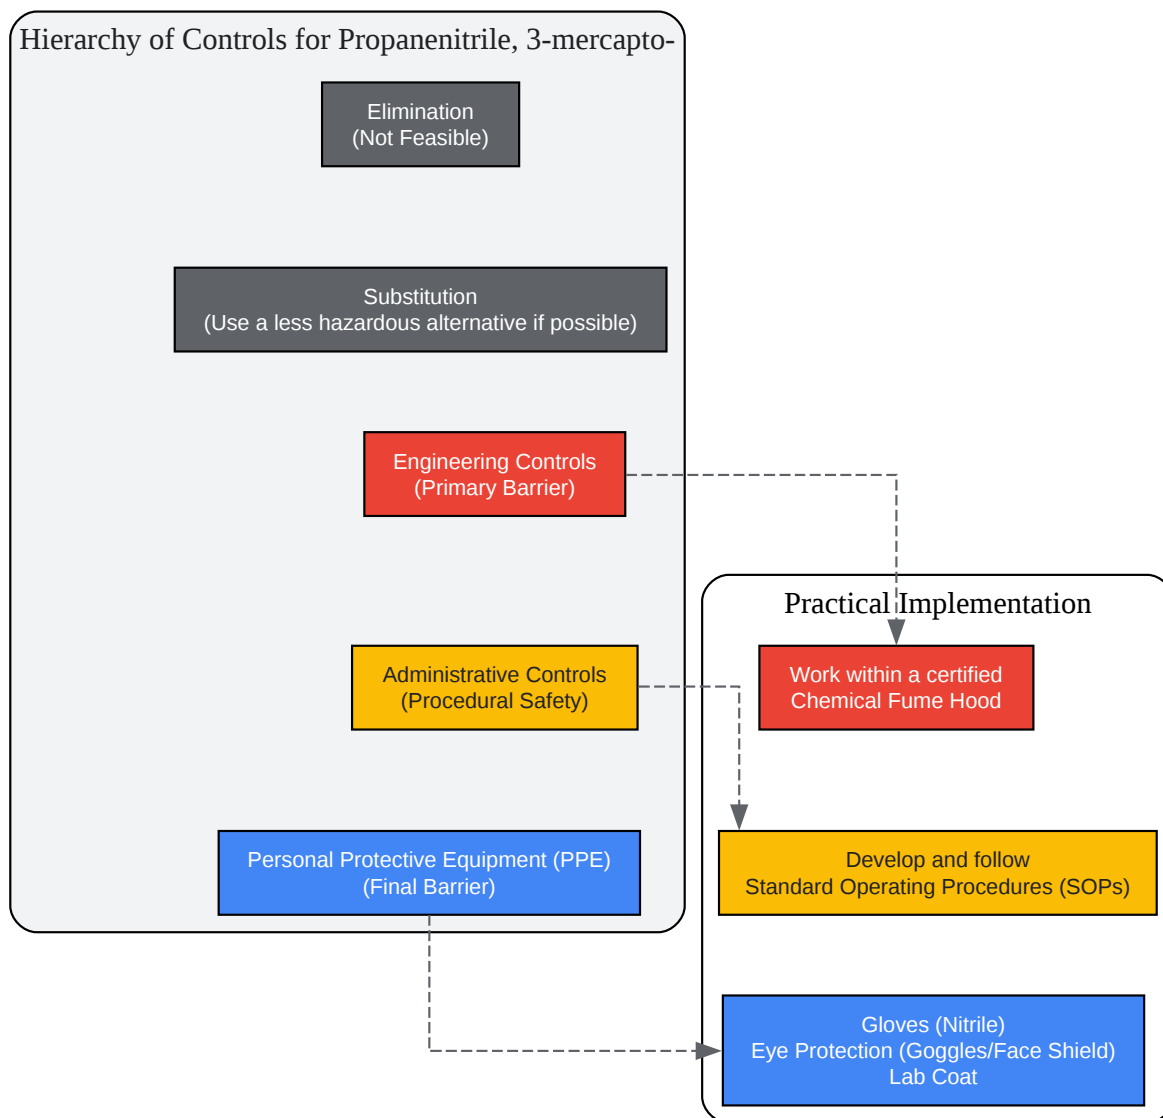 Hierarchy of Controls for Propanenitrile, 3-mercapto-
Elimination
(Not Feasible)
Substitution
(Use a less hazardous alternative if possible)
Engineering Controls
(Primary Barrier)
Administrative Controls
(Procedural Safety)
Personal Protective Equipment (PPE)
(Final Barrier)
Practical Implementation
Work within a certified
Chemical Fume Hood
Develop and follow
Standard Operating Procedures (SOPs)
Gloves (Nitrile)
Eye Protection (Goggles/Face Shield)
Lab Coat